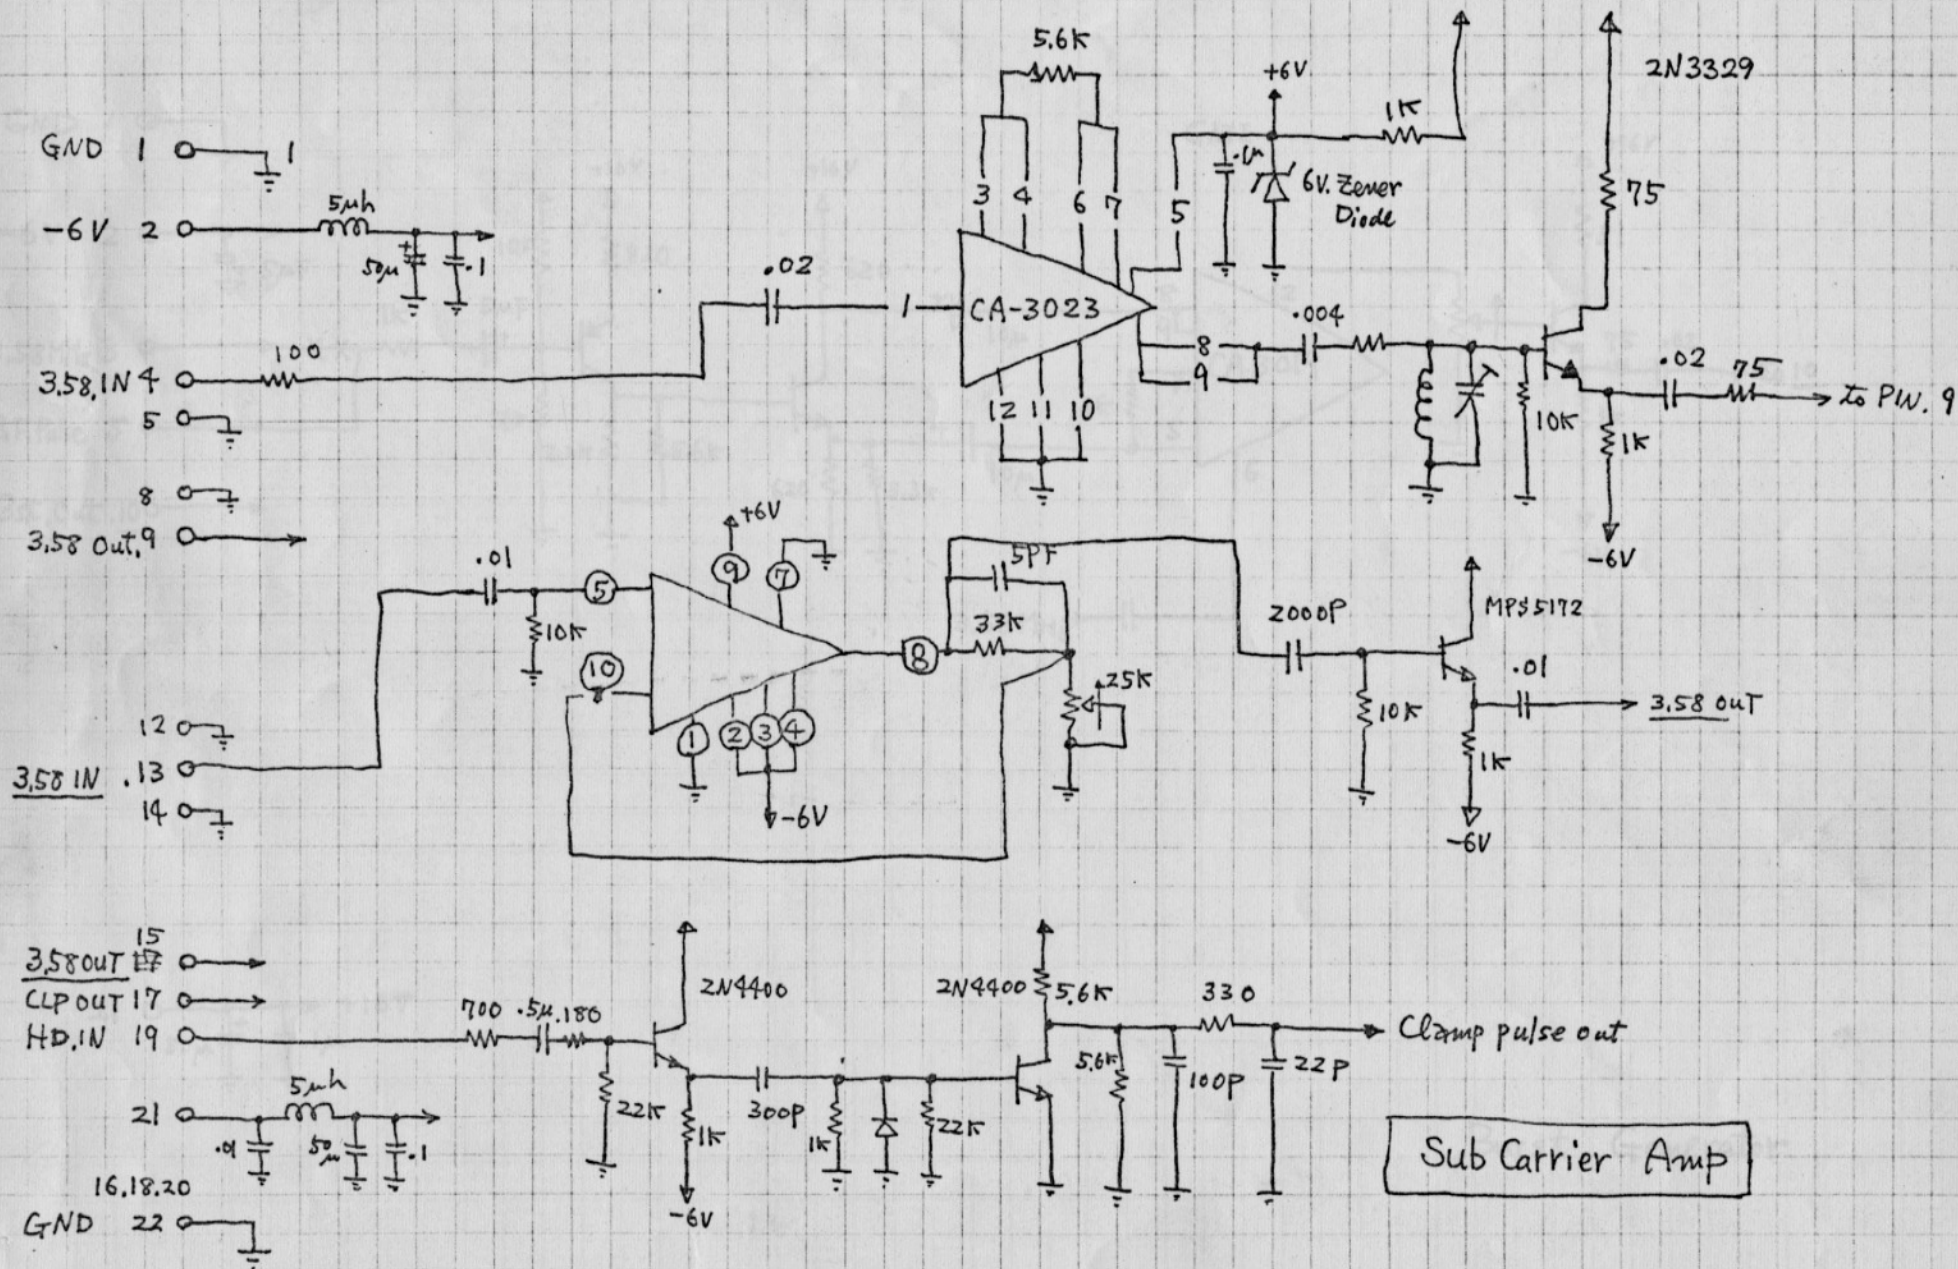 5.6K
2N3329
+6V
1K
GND 1
1
.1μ
6V. Zener
Diode
75
3 4 6 7 5
5μh
-6V 2
50μ
+
.1
.02
1
CA-3023
.004
8
9
.02
75
to PIN. 9
100
3.58.IN 4
12 11 10
10K
1K
5
8
3.58 Out.9
-6V
+6V
.01
5
9
7
5PF
10K
33K
2000P
MPS5172
10
8
25K
.01
3.58 OUT
1
2
3
4
10K
1K
12
3.58 IN .13
14
-6V
-6V
15
3.58OUT
CLP OUT 17
HD.IN 19
700 .5μ.180
2N4400
2N4400
5.6K
330
Clamp pulse out
5.6K
100P
22P
22K
1K
300P
1K
22K
5μh
21
.01
50μ
.1
-6V
16.18.20
GND 22
Sub Carrier Amp